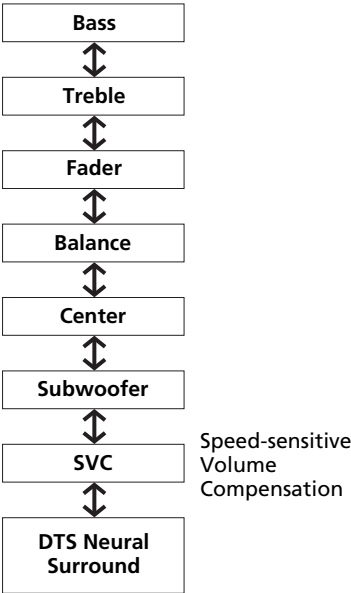 Bass
Treble
Fader
Balance
Center
Subwoofer
SVC
Speed-sensitive
Volume
Compensation
DTS Neural
Surround